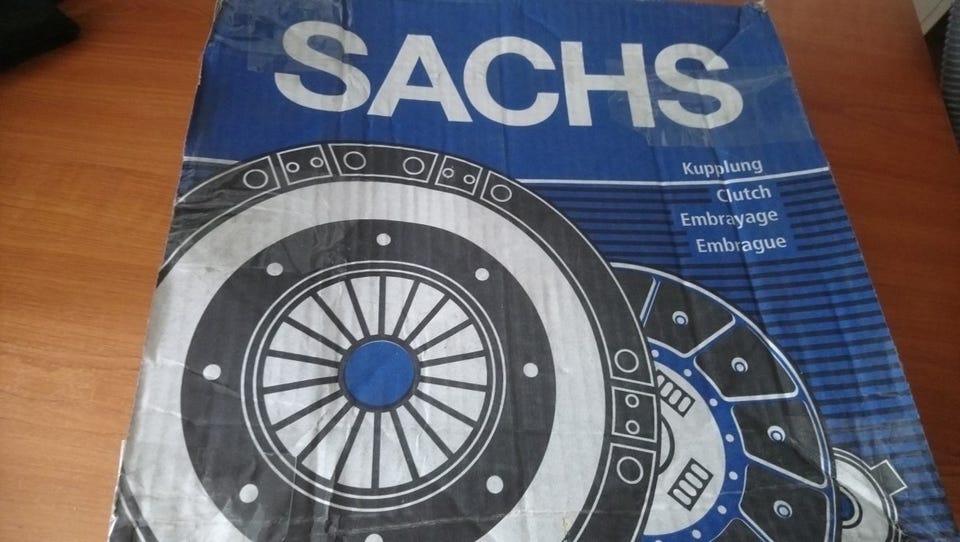 SACHS
Kupplung
Clutch
Embrayage
Embrague